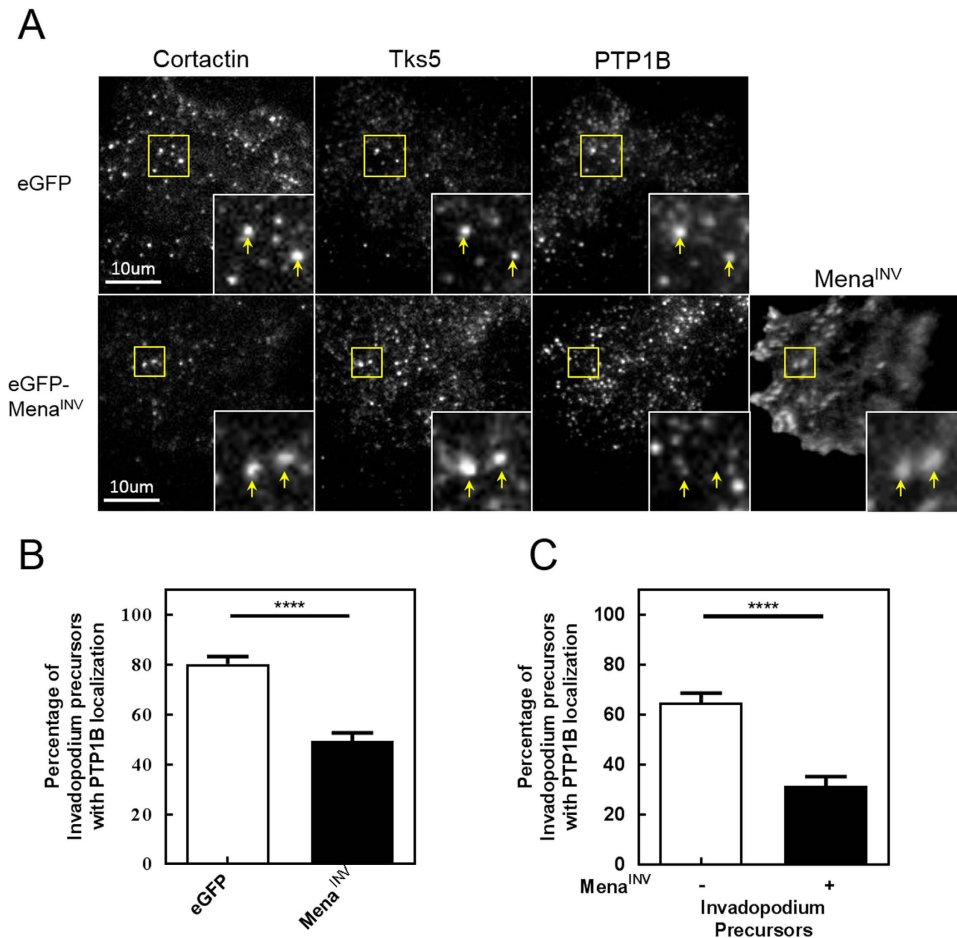 A
Cortactin Tks5 PTP1B
Mena^INV
eGFP
10um
eGFP-
Mena^INV
10um
B
Percentage of
Invadopodium precursors
with PTP1B localization
100
80
60
40
20
0
****
eGFP
Mena^INV
C
Percentage of
Invadopodium precursors
with PTP1B localization
100
80
60
40
20
0
****
Mena^INV - +
Invadopodium
Precursors